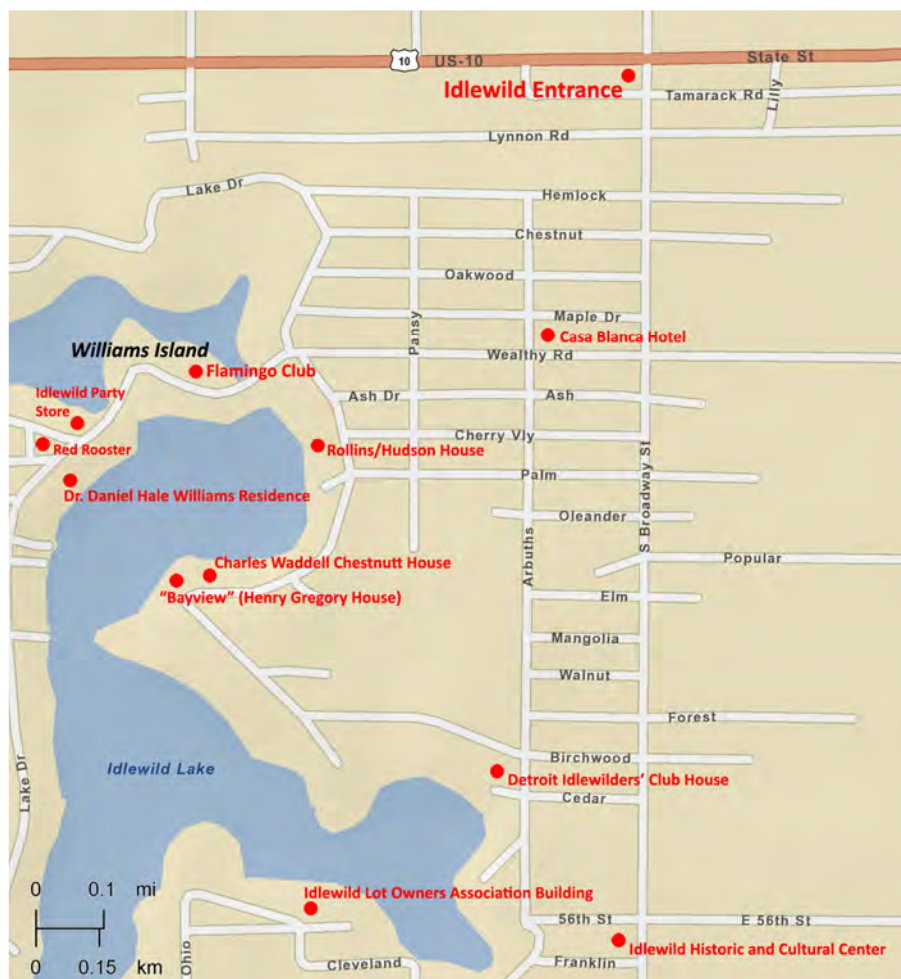 10
US-10
State St
Idlewild Entrance
Tamarack Rd
Lilly
Lynnon Rd
Lake Dr
Hemlock
Chestnut
Oakwood
Maple Dr
Pansy
Casa Blanca Hotel
Williams Island
Wealthy Rd
Flamingo Club
Idlewild Party
Store
Ash Dr
Ash
Red Rooster
Rollins/Hudson House
Cherry Vly
S Broadway St
Dr. Daniel Hale Williams Residence
Palm
Oleander
Arbuths
Popular
Charles Waddell Chestnutt House
"Bayview" (Henry Gregory House)
Elm
Mangolia
Walnut
Forest
Birchwood
Idlewild Lake
Lake Dr
Detroit Idlewilders' Club House
Cedar
0 0.1 mi
0 0.15 km
Idlewild Lot Owners Association Building
56th St
E 56th St
Idlewild Historic and Cultural Center
Ohio
Cleveland
Franklin